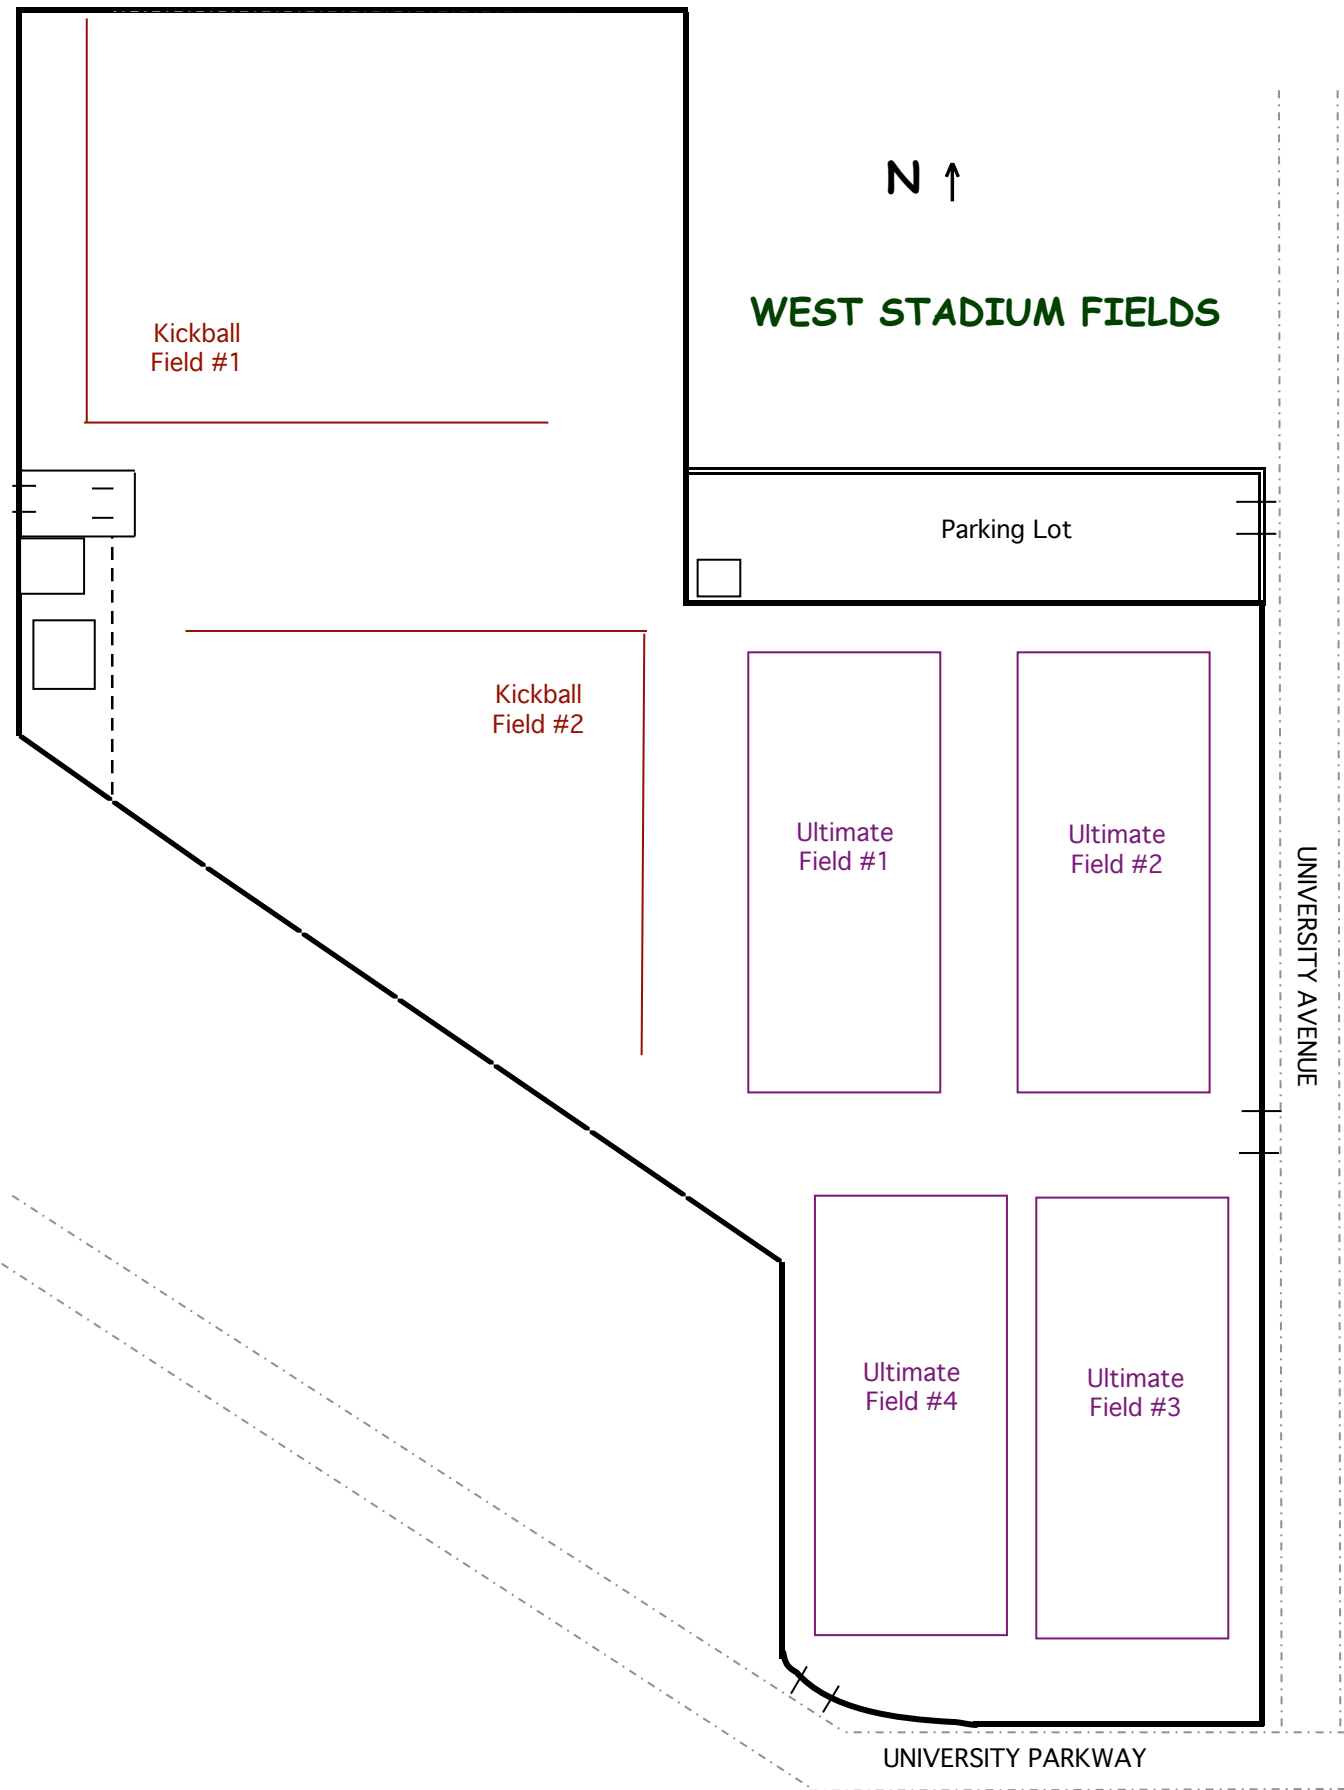 N
WEST STADIUM FIELDS
Kickball
Field #1
Parking Lot
Kickball
Field #2
Ultimate
Field #1
Ultimate
Field #2
UNIVERSITY AVENUE
Ultimate
Field #4
Ultimate
Field #3
UNIVERSITY PARKWAY